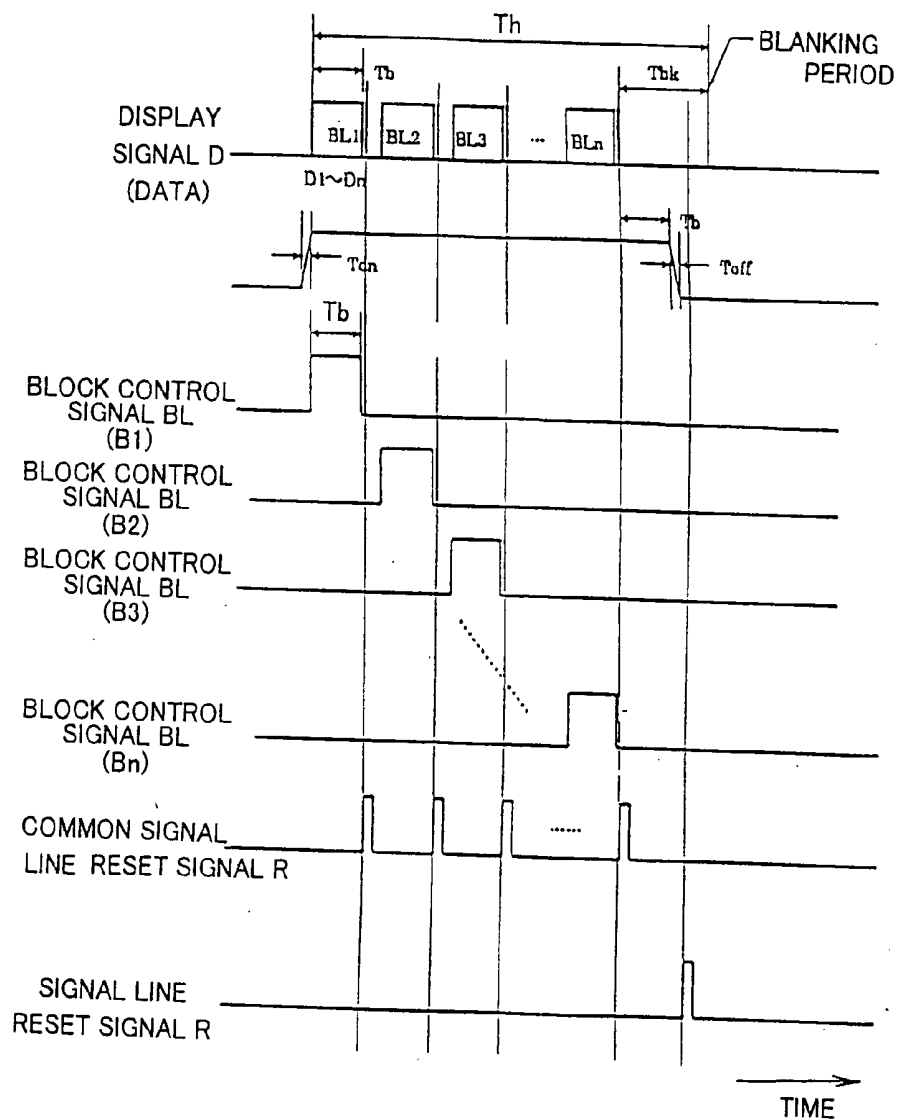 Th
BLANKING
PERIOD
Tb
Tbk
DISPLAY
SIGNAL D
(DATA)
BL1
BL2
BL3
...
BLn
D1~Dn
Tb
Ton
Toff
Tb
BLOCK CONTROL
SIGNAL BL
(B1)
BLOCK CONTROL
SIGNAL BL
(B2)
BLOCK CONTROL
SIGNAL BL
(B3)
BLOCK CONTROL
SIGNAL BL
(Bn)
COMMON SIGNAL
LINE RESET SIGNAL R
......
SIGNAL LINE
RESET SIGNAL R
TIME